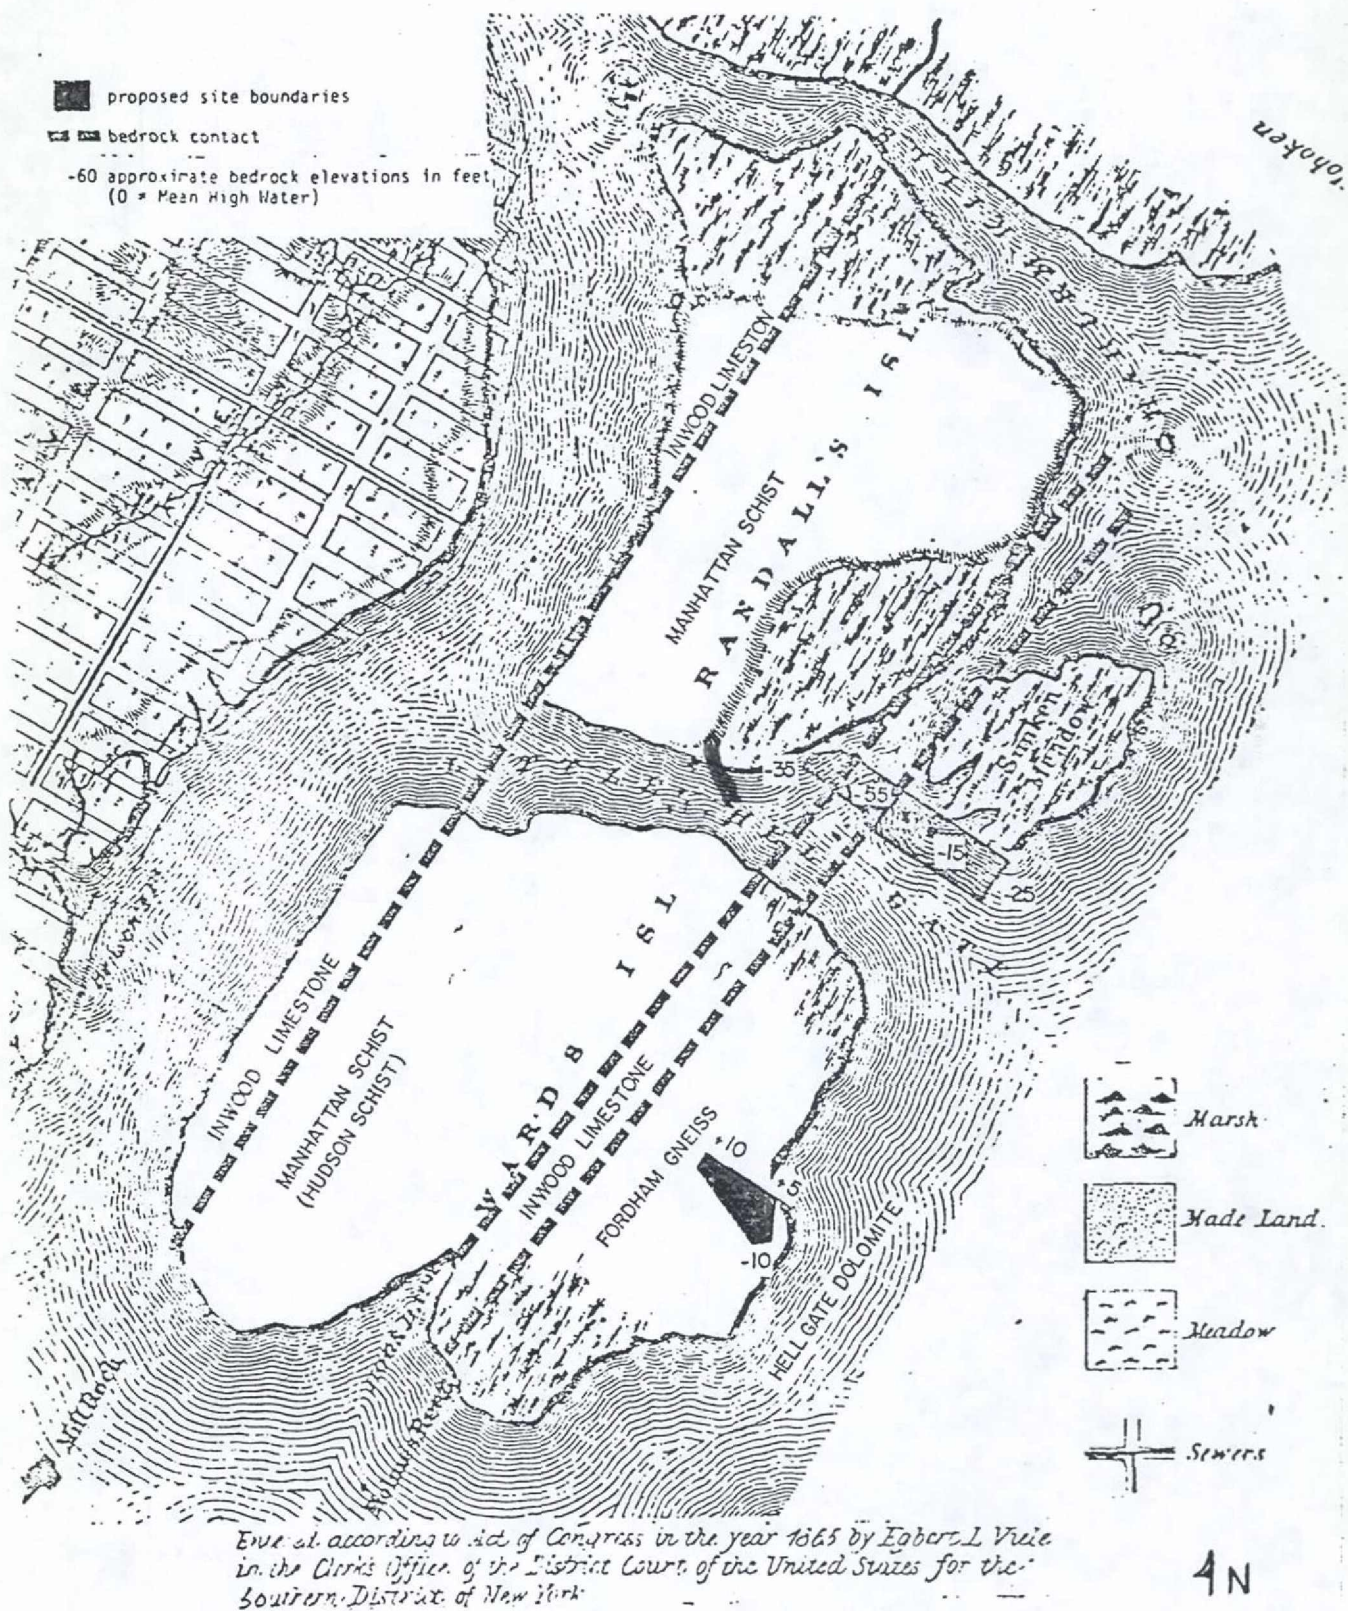 proposed site boundaries
bedrock contact
-60 approximate bedrock elevations in feet
(0 = Mean High Water)
INWOOD LIMESTON
MANHATTAN SCHIST
RANDALL'S ISL
Sunken
Meadow
-35
-55
-15
-25
WARD'S ISL
INWOOD LIMESTONE
MANHATTAN SCHIST
(HUDSON SCHIST)
INWOOD LIMESTONE
FORDHAM GNEISS
+10
+5
-10
HELL GATE DOLOMITE
Mill Rock
Marsh
Made Land.
Meadow
Sewers
Entered according to Act of Congress in the year 1865 by Egbert L Viele
in the Clerk's Office of the District Court of the United States for the
Southern District of New York
N